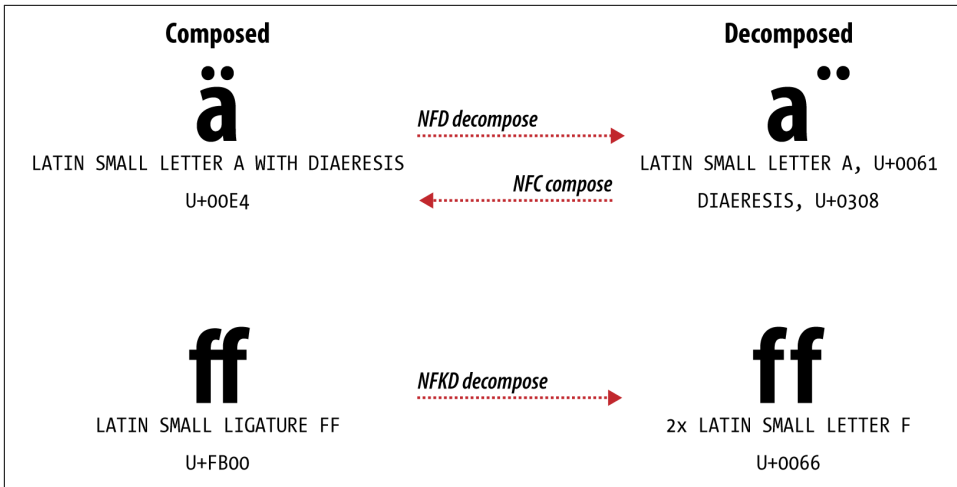 Composed
Decomposed
ä
a ¨
NFD decompose
LATIN SMALL LETTER A WITH DIAERESIS
LATIN SMALL LETTER A, U+0061
NFC compose
U+00E4
DIAERESIS, U+0308
ff
f f
NFKD decompose
LATIN SMALL LIGATURE FF
2x LATIN SMALL LETTER F
U+FB00
U+0066